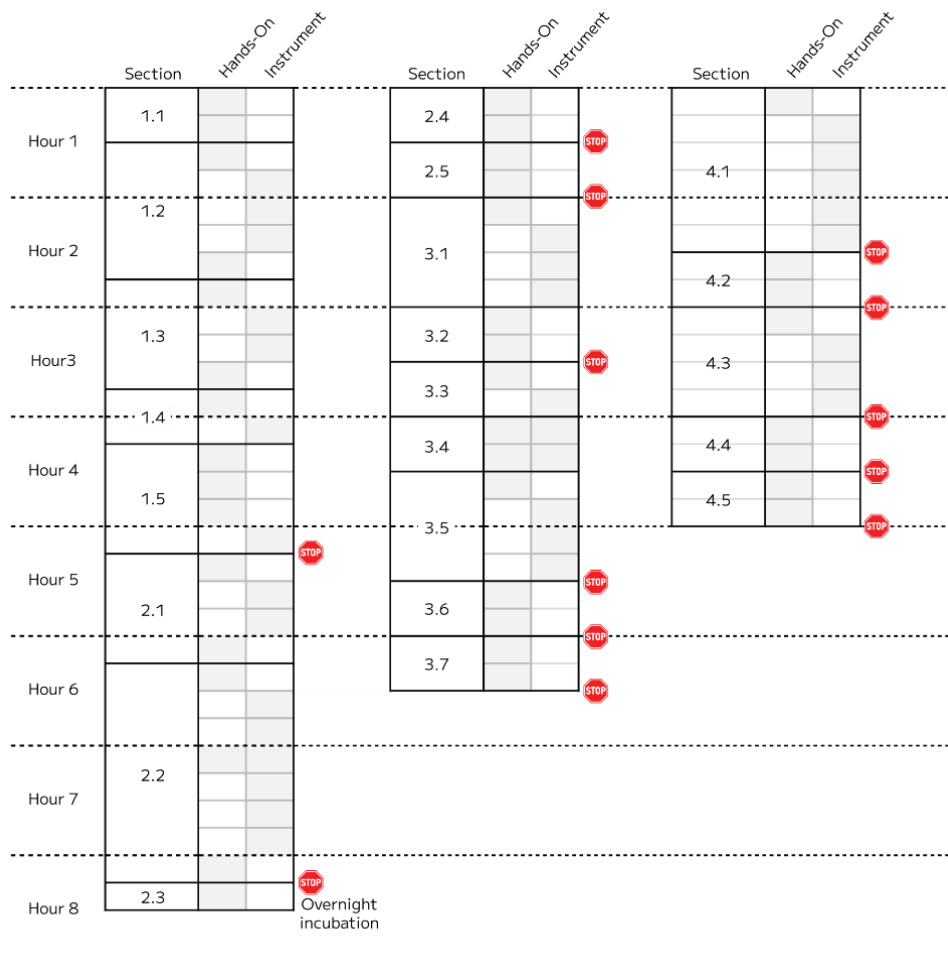 Section Hands-On Instrument Section Hands-On Instrument Section Hands-On Instrument
1.1 2.4
Hour 1 STOP
2.5 4.1
STOP
1.2
Hour 2 3.1 STOP
4.2
STOP
1.3 3.2
Hour3 STOP 4.3
3.3
1.4 STOP
3.4 4.4
Hour 4 STOP
1.5 4.5
3.5 STOP
STOP
Hour 5 STOP
2.1 3.6
STOP
3.7
Hour 6 STOP
2.2
Hour 7
STOP
2.3
Hour 8 Overnight
incubation